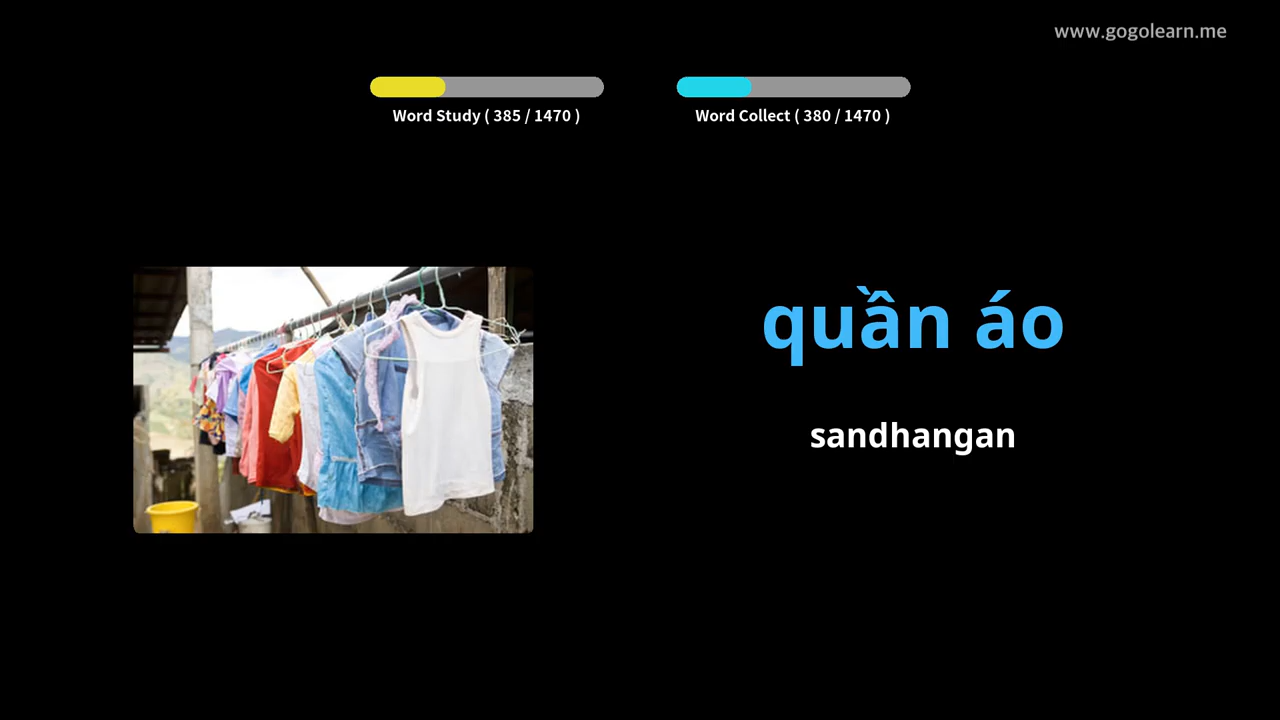 www.gogolearn.me
Word Study ( 385 / 1470 )
Word Collect ( 380 / 1470 )
quần áo
sandhangan